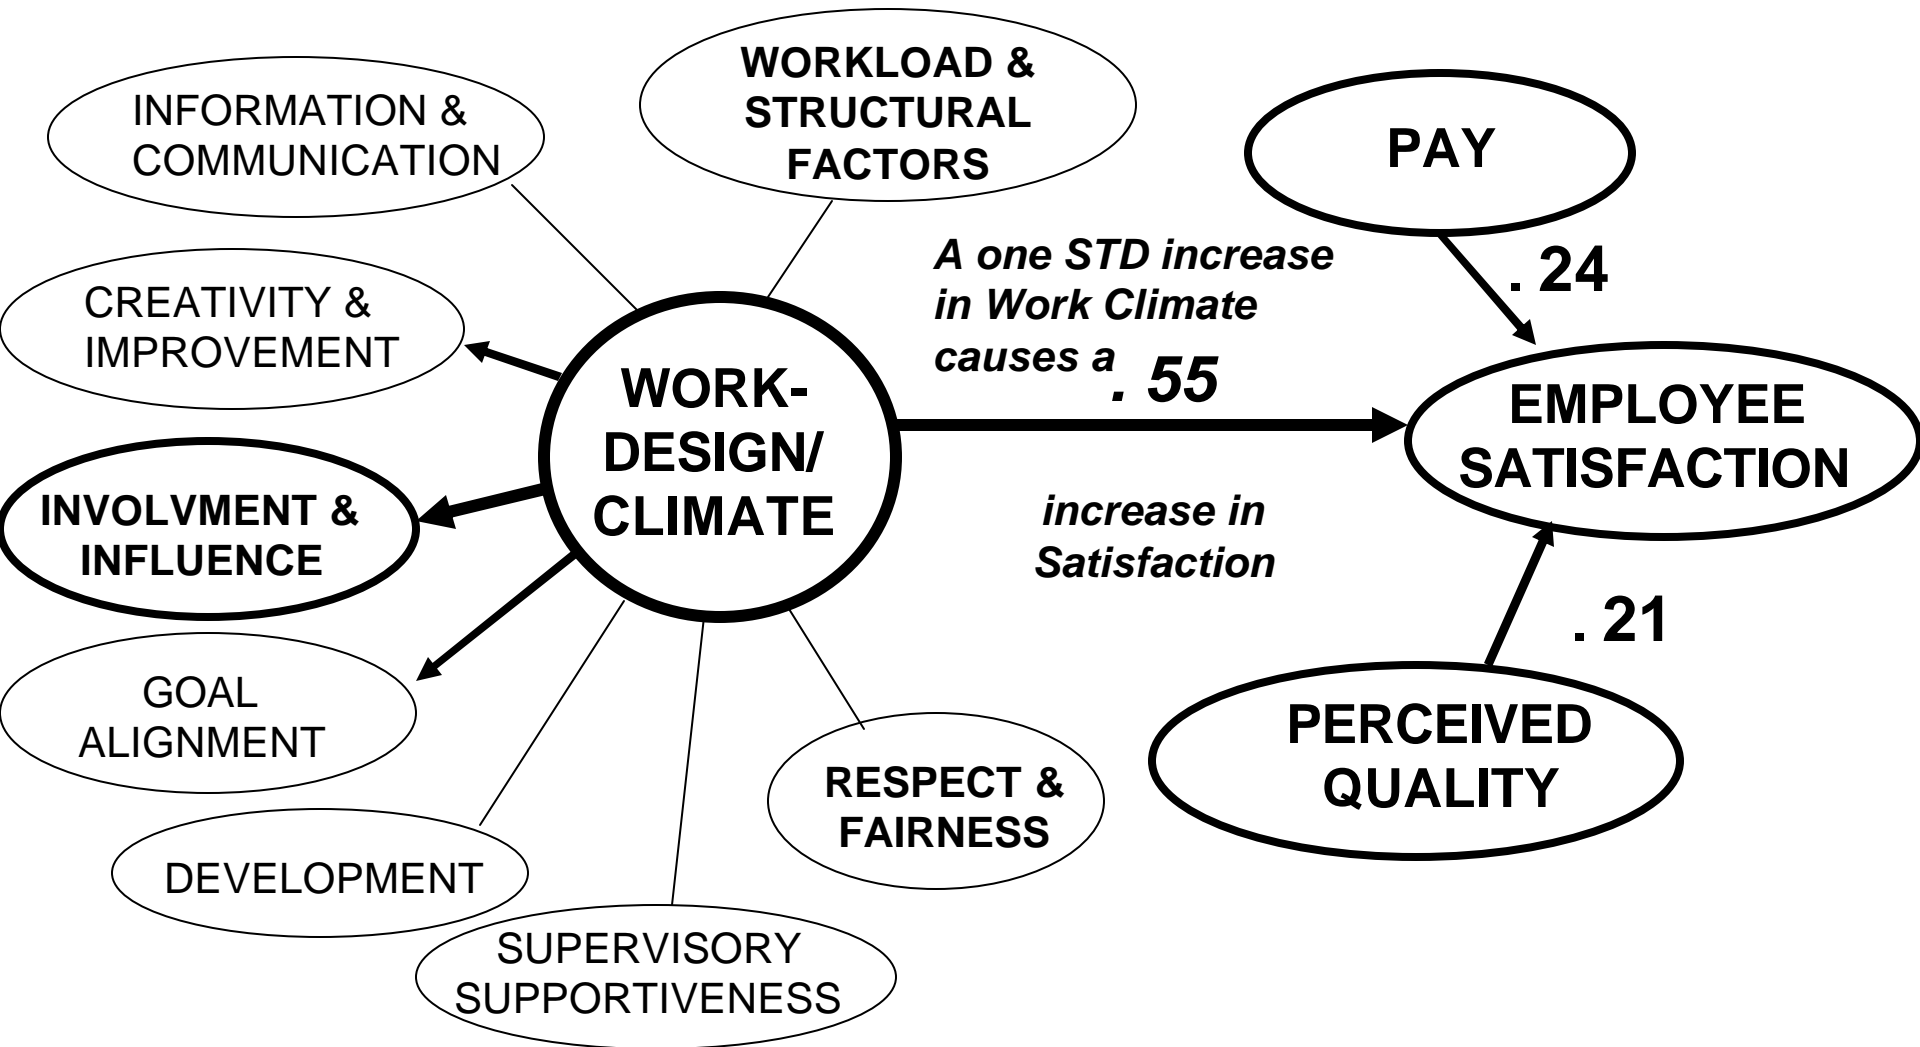 INFORMATION &
COMMUNICATION
WORKLOAD &
STRUCTURAL
FACTORS
PAY
CREATIVITY &
IMPROVEMENT
A one STD increase
in Work Climate
causes a
. 55
. 24
WORK-
DESIGN/
CLIMATE
EMPLOYEE
SATISFACTION
INVOLVMENT &
INFLUENCE
increase in
Satisfaction
. 21
GOAL
ALIGNMENT
PERCEIVED
QUALITY
RESPECT &
FAIRNESS
DEVELOPMENT
SUPERVISORY
SUPPORTIVENESS